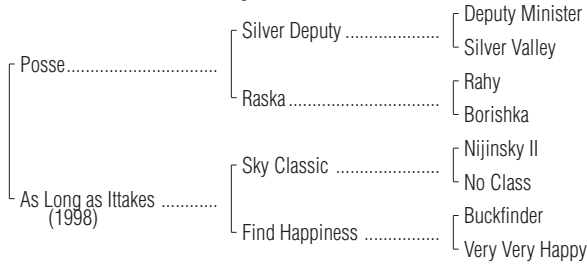 Deputy Minister
Silver Deputy ....................
Silver Valley
Posse................................
Rahy
Raska................................
Borishka
Nijinsky II
Sky Classic ......................
No Class
As Long as Ittakes ............
(1998)
Buckfinder
Find Happiness ................
Very Very Happy